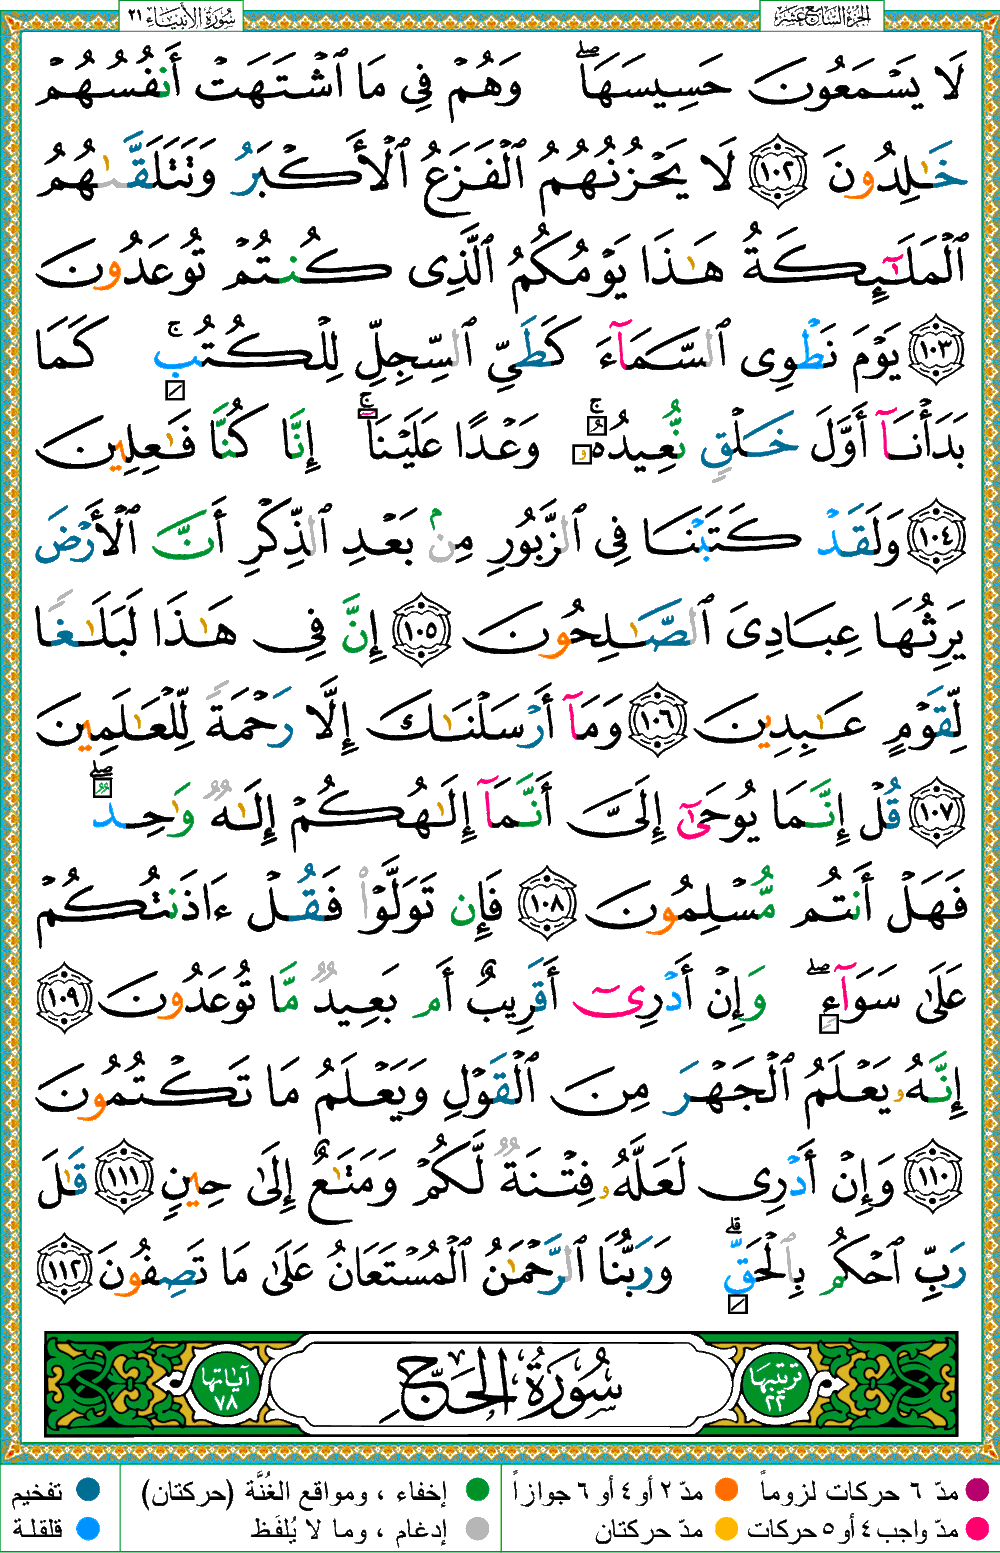 الجزء السابع عشر
سُورَةُ الأَنبِيَاء ٢١
لَا يَسْمَعُونَ حَسِيسَهَا ۖ وَهُمْ فِي مَا ٱشْتَهَتْ أَنفُسُهُمْ
خَٰلِدُونَ ١٠٢ لَا يَحْزُنُهُمُ ٱلْفَزَعُ ٱلْأَكْبَرُ وَتَتَلَقَّىٰهُمُ
ٱلْمَلَٰٓئِكَةُ هَٰذَا يَوْمُكُمُ ٱلَّذِى كُنتُمْ تُوعَدُونَ
١٠٣ يَوْمَ نَطْوِى ٱلسَّمَآءَ كَطَىِّ ٱلسِّجِلِّ لِلْكُتُبِ ۚ كَمَا
بَدَأْنَآ أَوَّلَ خَلْقٍ نُّعِيدُهُۥ ۚ وَعْدًا عَلَيْنَآ ۚ إِنَّا كُنَّا فَٰعِلِينَ
١٠٤ وَلَقَدْ كَتَبْنَا فِى ٱلزَّبُورِ مِنۢ بَعْدِ ٱلذِّكْرِ أَنَّ ٱلْأَرْضَ
يَرِثُهَا عِبَادِىَ ٱلصَّٰلِحُونَ ١٠٥ إِنَّ فِى هَٰذَا لَبَلَٰغًا
لِّقَوْمٍ عَٰبِدِينَ ١٠٦ وَمَآ أَرْسَلْنَٰكَ إِلَّا رَحْمَةً لِّلْعَٰلَمِينَ
١٠٧ قُلْ إِنَّمَا يُوحَىٰٓ إِلَىَّ أَنَّمَآ إِلَٰهُكُمْ إِلَٰهٌ وَٰحِدٌ ۖ
فَهَلْ أَنتُم مُّسْلِمُونَ ١٠٨ فَإِن تَوَلَّوْا۟ فَقُلْ ءَاذَنتُكُمْ
عَلَىٰ سَوَآءٍ ۖ وَإِنْ أَدْرِىٓ أَقَرِيبٌ أَم بَعِيدٌ مَّا تُوعَدُونَ ١٠٩
إِنَّهُۥ يَعْلَمُ ٱلْجَهْرَ مِنَ ٱلْقَوْلِ وَيَعْلَمُ مَا تَكْتُمُونَ
١١٠ وَإِنْ أَدْرِى لَعَلَّهُۥ فِتْنَةٌ لَّكُمْ وَمَتَٰعٌ إِلَىٰ حِينٍ ١١١ قَٰلَ
رَبِّ ٱحْكُم بِٱلْحَقِّ ۗ وَرَبُّنَا ٱلرَّحْمَٰنُ ٱلْمُسْتَعَانُ عَلَىٰ مَا تَصِفُونَ ١١٢
ترتيبها ٢٢
سُورَةُ الحَجِّ
آياتها ٧٨
مدّ ٦ حركات لزوماً مدّ ٢ أو ٤ أو ٦ جوازاً إخفاء ، ومواقع الغُنَّة (حركتان) تفخيم
مدّ واجب ٤ أو ٥ حركات مدّ حركتان إدغام ، وما لا يُلفَظ قلقلة